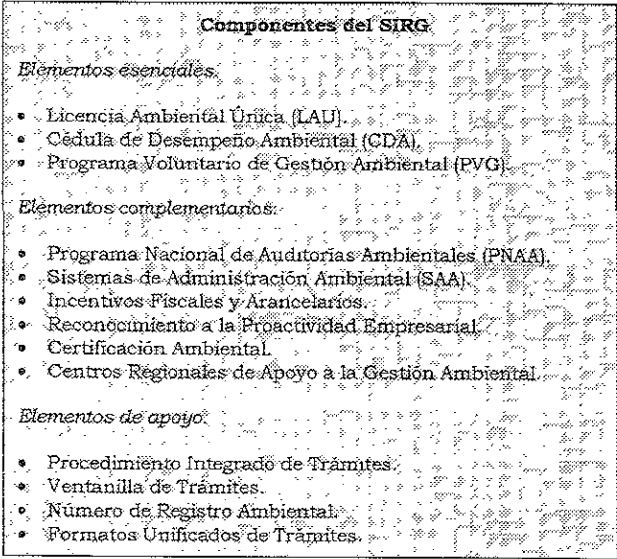 Componentes del SIRG
Elementos esenciales:
• Licencia Ambiental Única (LAU).
• Cédula de Desempeño Ambiental (CDA).
• Programa Voluntario de Gestión Ambiental (PVG).
Elementos complementarios:
• Programa Nacional de Auditorias Ambientales (PNAA).
• Sistemas de Administración Ambiental (SAA).
• Incentivos Fiscales y Arancelarios.
• Reconocimiento a la Proactividad Empresarial.
• Certificación Ambiental.
• Centros Regionales de Apoyo a la Gestión Ambiental.
Elementos de apoyo:
• Procedimiento Integrado de Trámites.
• Ventanilla de Trámites.
• Número de Registro Ambiental.
• Formatos Unificados de Trámites.